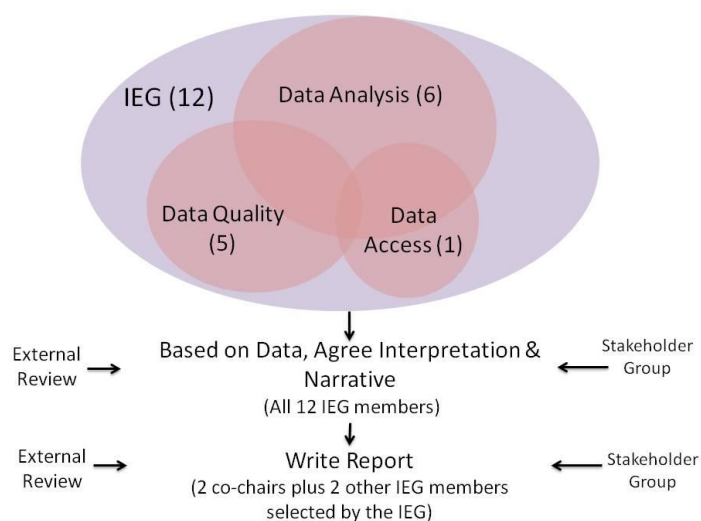 IEG (12)
Data Analysis (6)
Data Quality
(5)
Data
Access (1)
External
Review
Based on Data, Agree Interpretation &
Narrative
(All 12 IEG members)
Stakeholder
Group
External
Review
Write Report
(2 co-chairs plus 2 other IEG members
selected by the IEG)
Stakeholder
Group